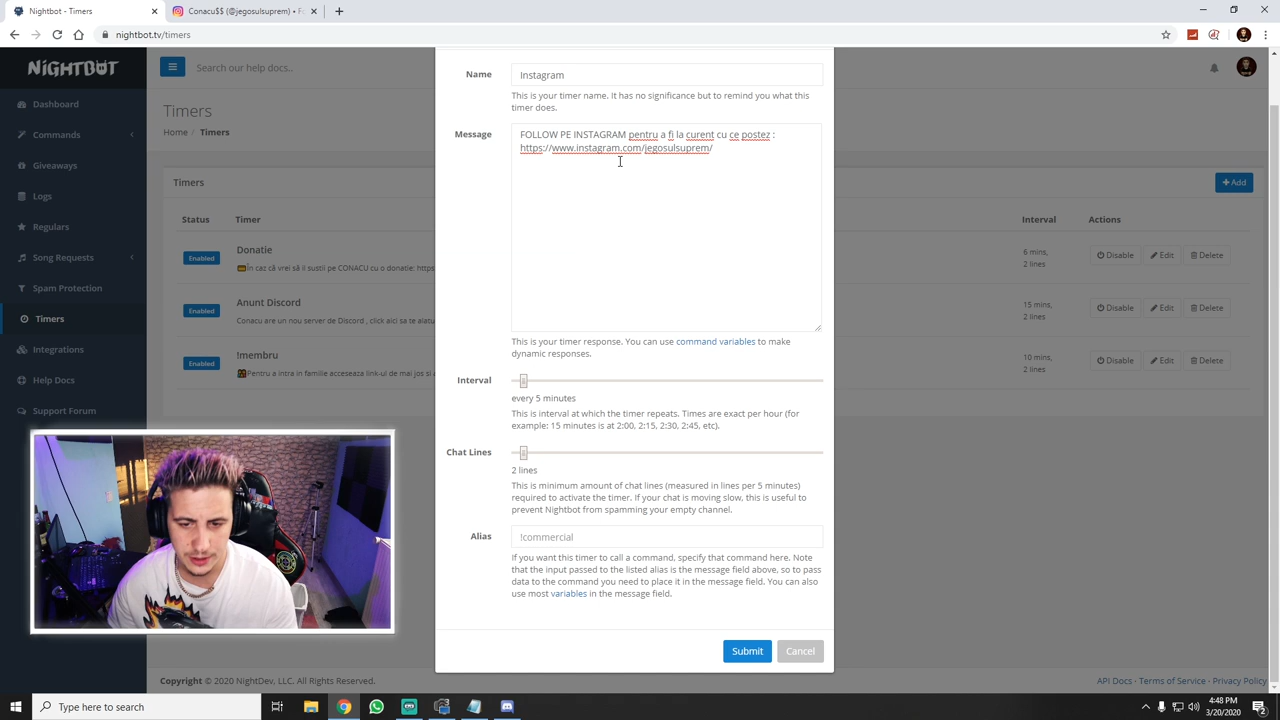 Conacu$$ (@jegosulsuprem) • Fo
nightbot.tv/timers
NIGHTBOT
Search our help docs..
Dashboard
Commands
Giveaways
Logs
Regulars
Song Requests
Spam Protection
Timers
Integrations
Help Docs
Support Forum
Timers
Home / Timers
Timers
+ Add
Status Timer Interval Actions
Enabled Donatie 6 mins, 2 lines Disable Edit Delete
În caz că vrei să îi sustii pe CONACU cu o donatie: https
Enabled Anunt Discord 15 mins, 2 lines Disable Edit Delete
Conacu are un nou server de Discord , click aici sa te alatu
Enabled !membru 10 mins, 2 lines Disable Edit Delete
Pentru a intra in familie acceseaza link-ul de mai jos si a
Name Instagram
This is your timer name. It has no significance but to remind you what this
timer does.
Message FOLLOW PE INSTAGRAM pentru a fi la curent cu ce postez :
https://www.instagram.com/jegosulsuprem/
This is your timer response. You can use command variables to make
dynamic responses.
Interval
every 5 minutes
This is interval at which the timer repeats. Times are exact per hour (for
example: 15 minutes is at 2:00, 2:15, 2:30, 2:45, etc).
Chat Lines
2 lines
This is minimum amount of chat lines (measured in lines per 5 minutes)
required to activate the timer. If your chat is moving slow, this is useful to
prevent Nightbot from spamming your empty channel.
Alias !commercial
If you want this timer to call a command, specify that command here. Note
that the input passed to the listed alias is the message field above, so to pass
data to the command you need to place it in the message field. You can also
use most variables in the message field.
Submit Cancel
Copyright © 2020 NightDev, LLC. All Rights Reserved.
API Docs - Terms of Service - Privacy Policy
Type here to search
4:48 PM
3/20/2020
2